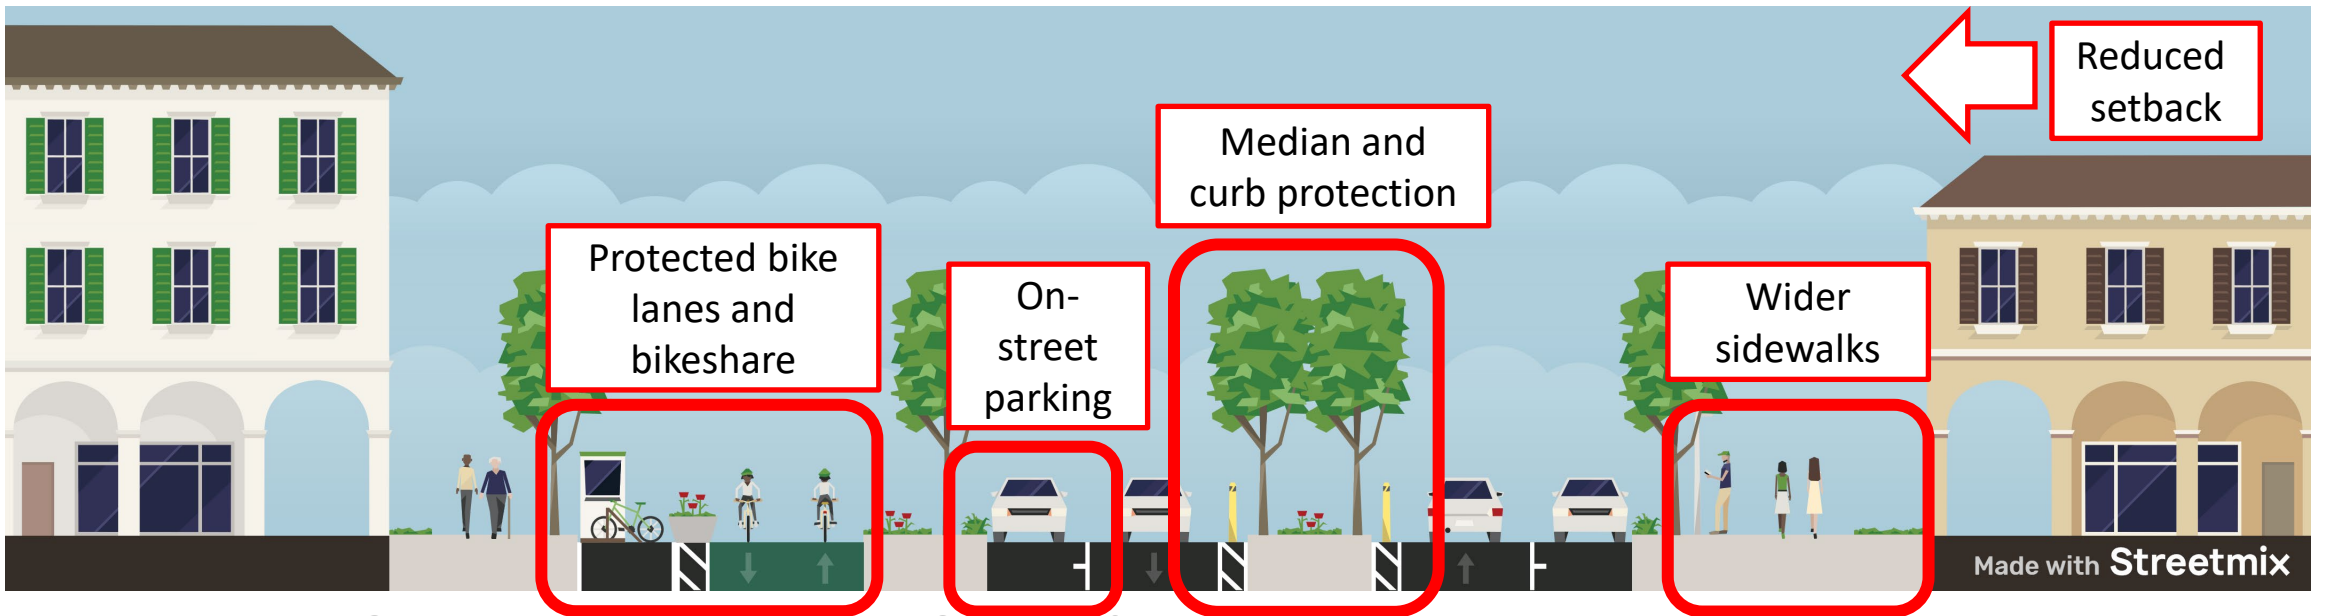 Reduced
setback
Median and
curb protection
Protected bike
lanes and
bikeshare
On-
street
parking
Wider
sidewalks
Made with Streetmix